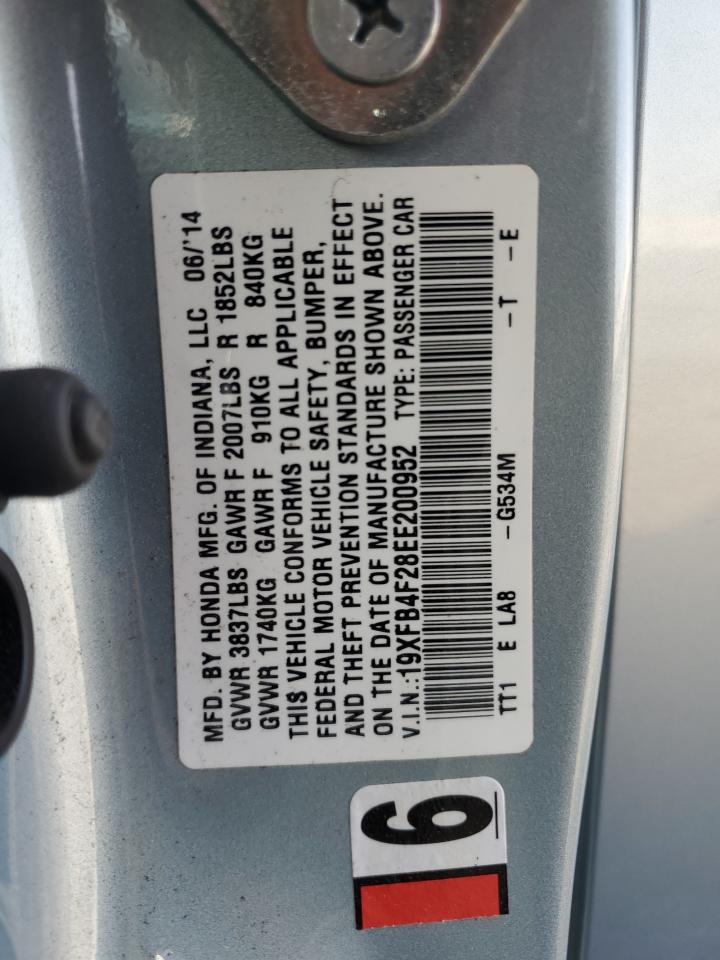 MFD. BY HONDA MFG. OF INDIANA, LLC 06/'14
GVWR 3837LBS GAWR F 2007LBS R 1852LBS
GVWR 1740KG GAWR F 910KG R 840KG
THIS VEHICLE CONFORMS TO ALL APPLICABLE
FEDERAL MOTOR VEHICLE SAFETY, BUMPER,
AND THEFT PREVENTION STANDARDS IN EFFECT
ON THE DATE OF MANUFACTURE SHOWN ABOVE.
V.I.N.:19XFB4F28EE200952 TYPE: PASSENGER CAR
TT1 E LA8 -G534M -T -E
6